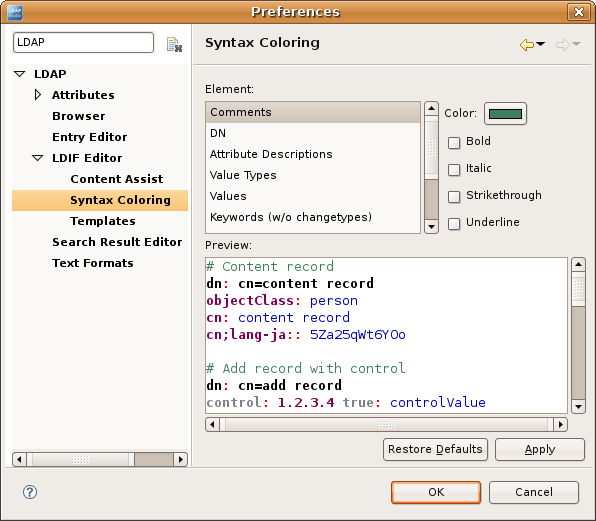 Preferences
LDAP
Syntax Coloring
LDAP
Attributes
Browser
Entry Editor
LDIF Editor
Content Assist
Syntax Coloring
Templates
Search Result Editor
Text Formats
Element:
Comments
DN
Attribute Descriptions
Value Types
Values
Keywords (w/o changetypes)
Color:
Bold
Italic
Strikethrough
Underline
Preview:
# Content record
dn: cn=content record
objectClass: person
cn: content record
cn;lang-ja:: 5Za25qWt6YOo
# Add record with control
dn: cn=add record
control: 1.2.3.4 true: controlValue
Restore Defaults
Apply
?
OK
Cancel